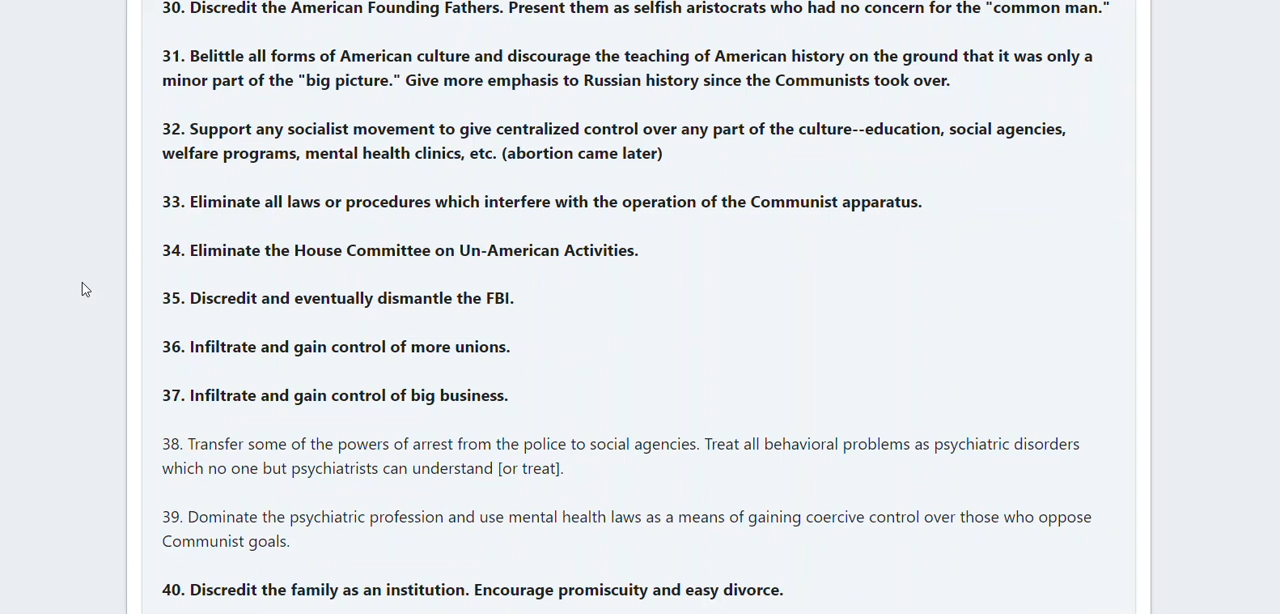 30. Discredit the American Founding Fathers. Present them as selfish aristocrats who had no concern for the "common man."
31. Belittle all forms of American culture and discourage the teaching of American history on the ground that it was only a
minor part of the "big picture." Give more emphasis to Russian history since the Communists took over.
32. Support any socialist movement to give centralized control over any part of the culture--education, social agencies,
welfare programs, mental health clinics, etc. (abortion came later)
33. Eliminate all laws or procedures which interfere with the operation of the Communist apparatus.
34. Eliminate the House Committee on Un-American Activities.
35. Discredit and eventually dismantle the FBI.
36. Infiltrate and gain control of more unions.
37. Infiltrate and gain control of big business.
38. Transfer some of the powers of arrest from the police to social agencies. Treat all behavioral problems as psychiatric disorders
which no one but psychiatrists can understand [or treat].
39. Dominate the psychiatric profession and use mental health laws as a means of gaining coercive control over those who oppose
Communist goals.
40. Discredit the family as an institution. Encourage promiscuity and easy divorce.